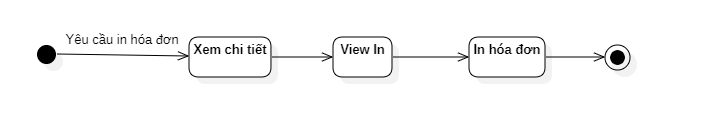 Yêu cầu in hóa đơn
Xem chi tiết
View In
In hóa đơn